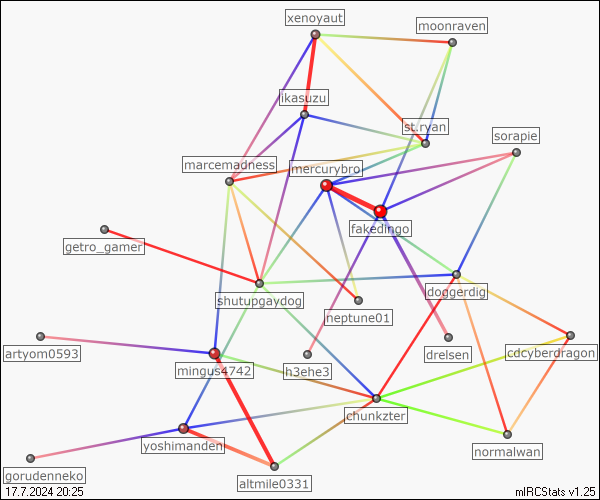 xenoyaut
moonraven
ikasuzu
st.ryan
sorapie
marcemadness
mercurybro
fakedingo
getro_gamer
shutupgaydog
doggerdig
neptune01
artyom0593
mingus4742
h3ehe3
drelsen
cdcyberdragon
chunkzter
yoshimanden
normalwan
gorudenneko
altmile0331
17.7.2024 20:25
mIRCStats v1.25